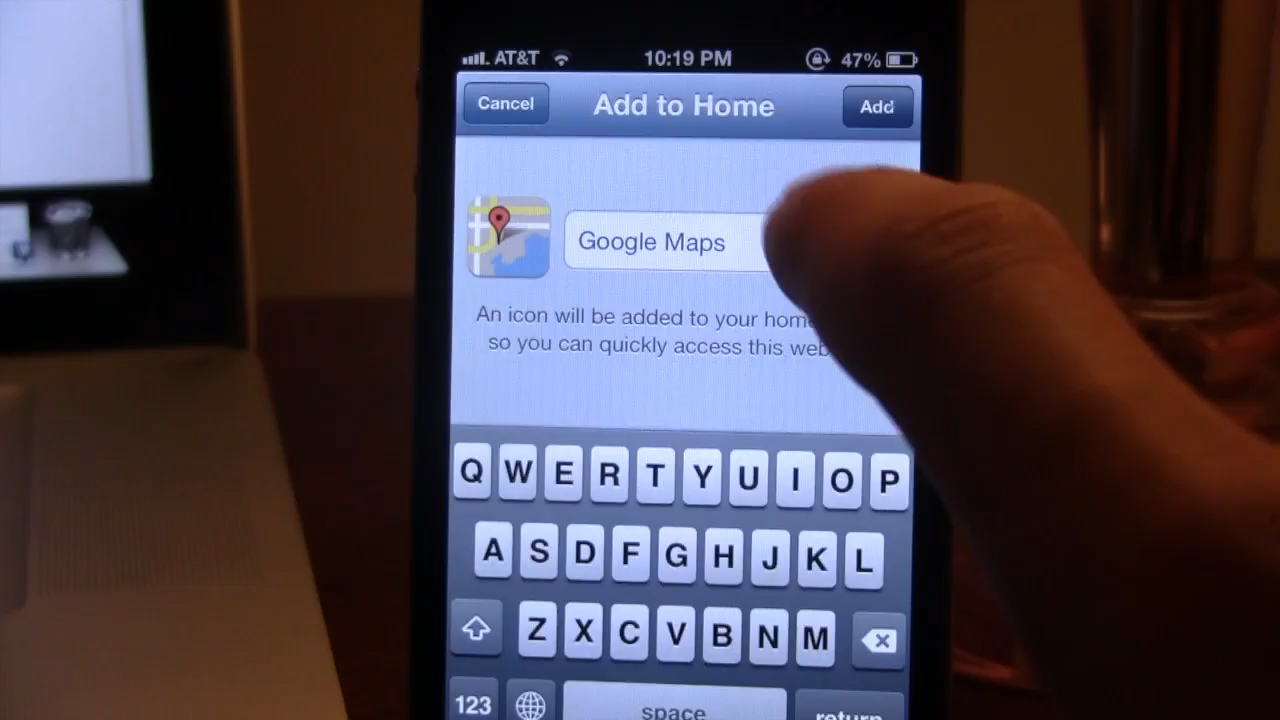 AT&T 10:19 PM 47%
Cancel Add to Home Add
Google Maps
An icon will be added to your home
so you can quickly access this web
Q W E R T Y U I O P
A S D F G H J K L
Z X C V B N M
123 space return